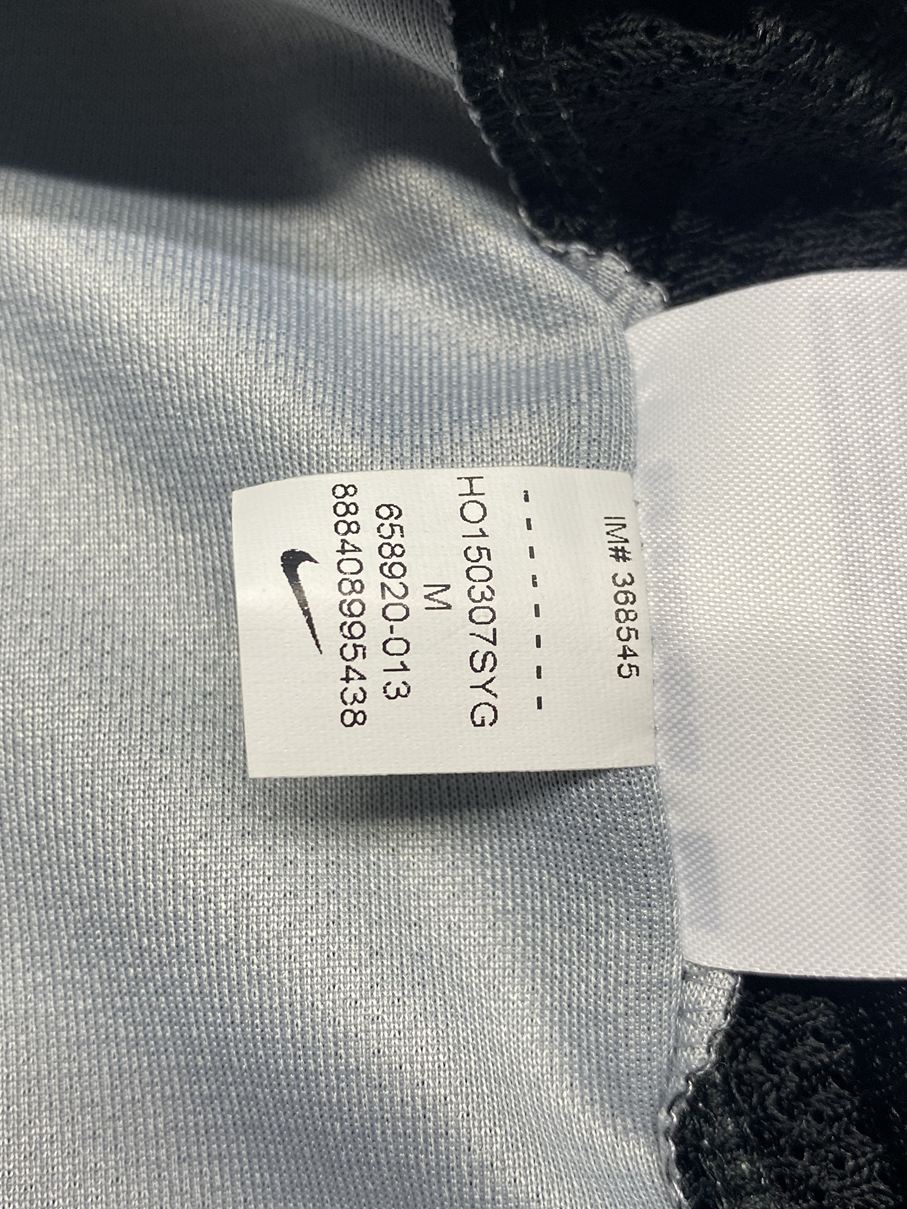 IM# 368545
- - - - - - - -
HO150307SYG
M
658920-013
888408995438